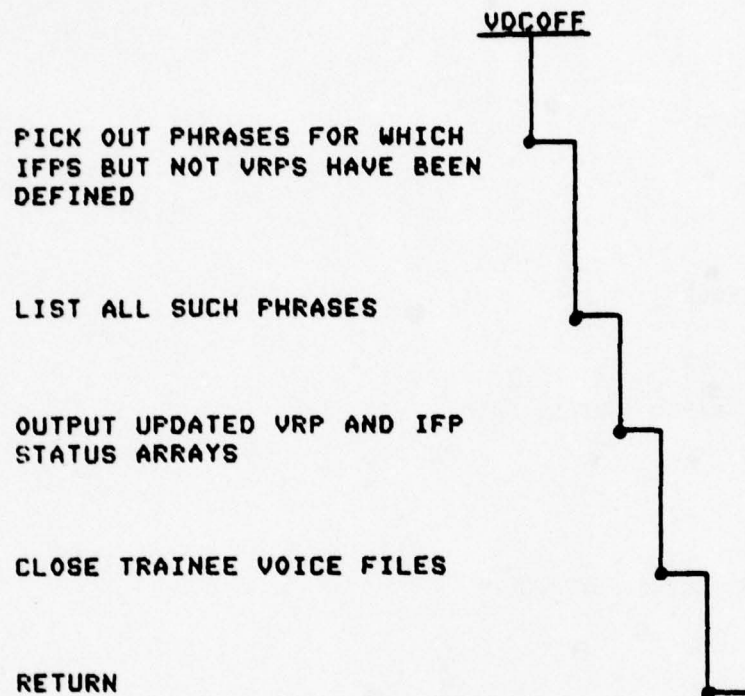 VDCOFF
PICK OUT PHRASES FOR WHICH
IFPS BUT NOT VRPS HAVE BEEN
DEFINED
LIST ALL SUCH PHRASES
OUTPUT UPDATED VRP AND IFP
STATUS ARRAYS
CLOSE TRAINEE VOICE FILES
RETURN